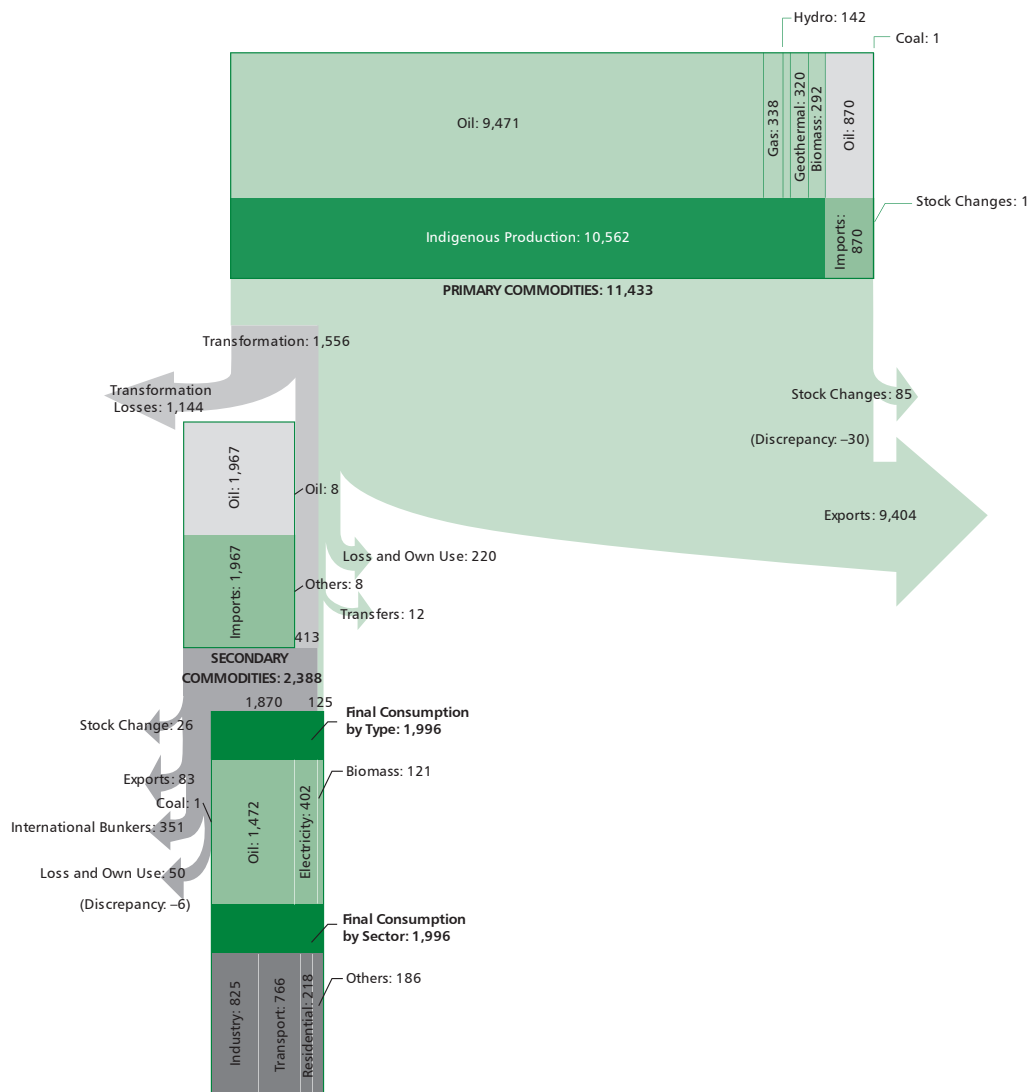 Hydro: 142
Coal: 1
Oil: 9,471
Gas: 338
Geothermal: 320
Biomass: 292
Oil: 870
Stock Changes: 1
Indigenous Production: 10,562
Imports:
870
PRIMARY COMMODITIES: 11,433
Transformation: 1,556
Transformation
Losses: 1,144
Stock Changes: 85
(Discrepancy: –30)
Oil: 1,967
Oil: 8
Exports: 9,404
Loss and Own Use: 220
Imports: 1,967
Others: 8
Transfers: 12
413
SECONDARY
COMMODITIES: 2,388
1,870
125
Final Consumption
by Type: 1,996
Stock Change: 26
Biomass: 121
Exports: 83
Coal: 1
Oil: 1,472
Electricity: 402
International Bunkers: 351
Loss and Own Use: 50
(Discrepancy: –6)
Final Consumption
by Sector: 1,996
Industry: 825
Transport: 766
Residential: 218
Others: 186